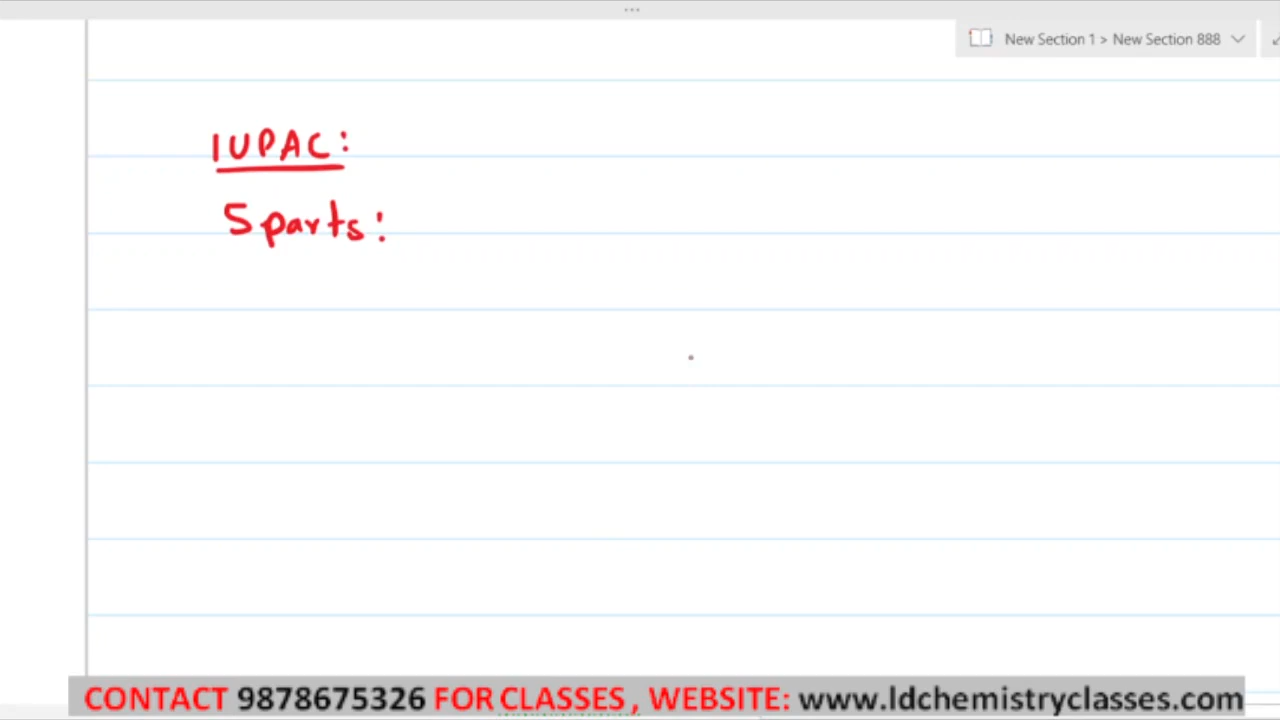 New Section 1 > New Section 888
IUPAC:
5 parts:
CONTACT 9878675326 FOR CLASSES , WEBSITE: www.ldchemistryclasses.com